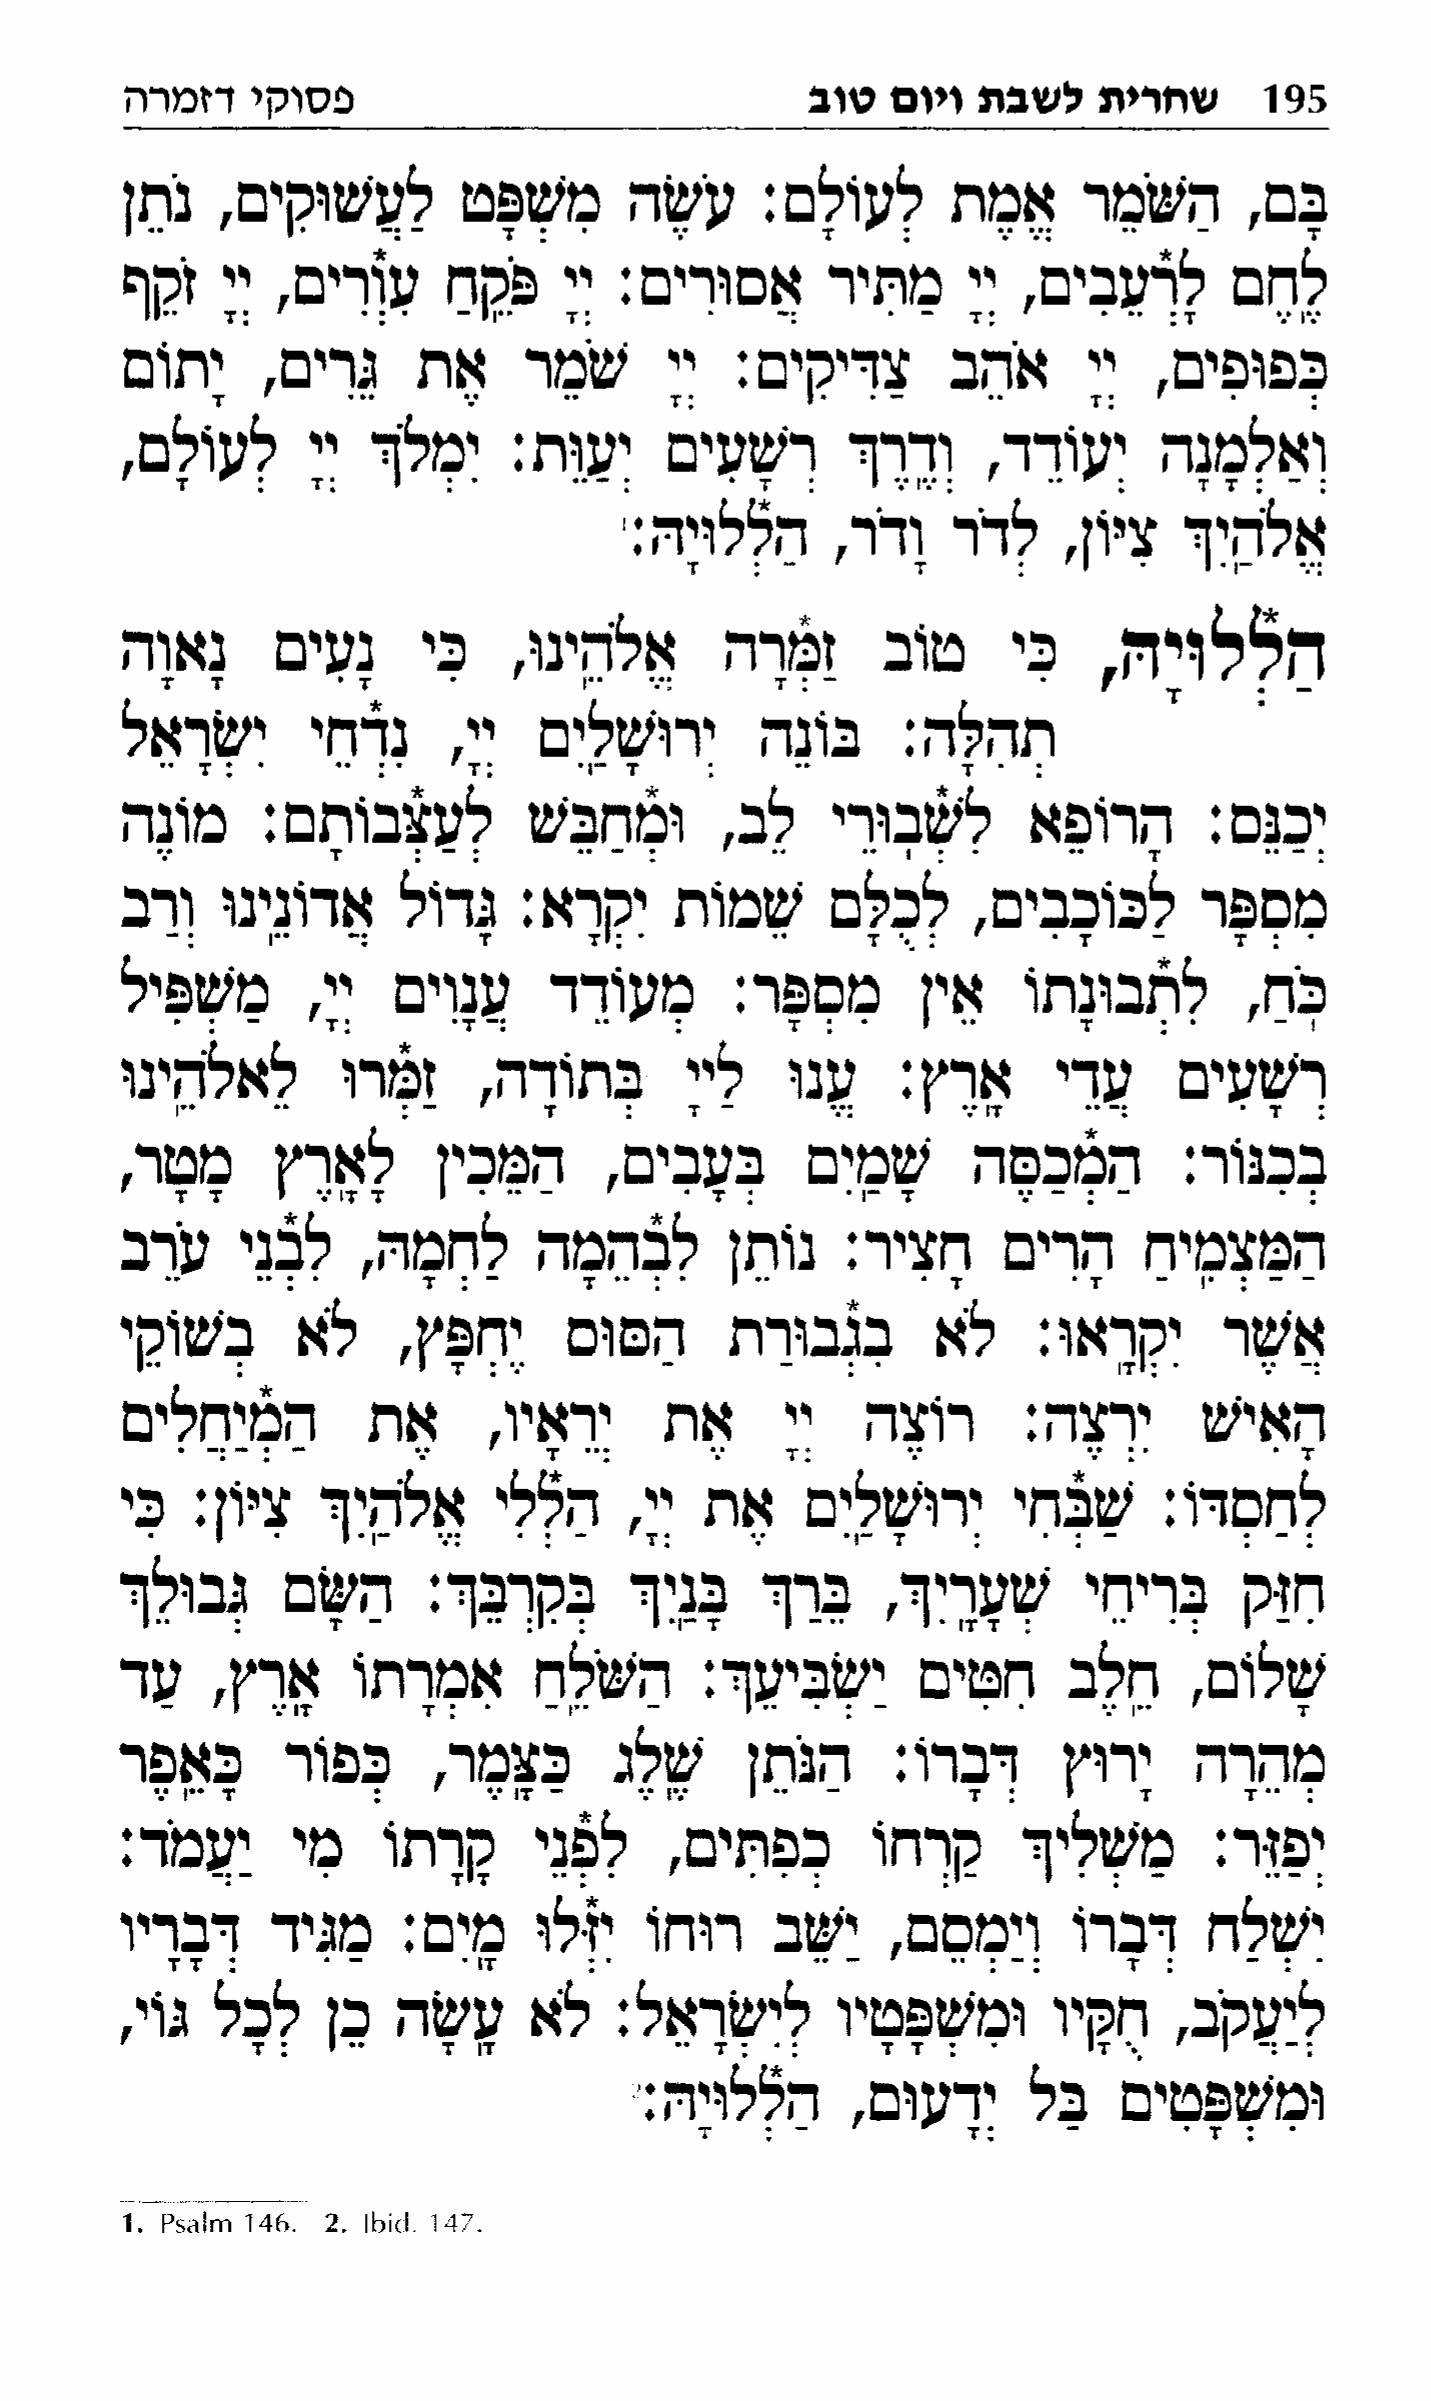 195 שחרית לשבת ויום טוב פסוקי דזמרה
בָּם, הַשֹּׁמֵר אֱמֶת לְעוֹלָם: עֹשֶׂה מִשְׁפָּט לַעֲשׁוּקִים, נֹתֵן
לֶחֶם לָרְ֯עֵבִים, יְיָ מַתִּיר אֲסוּרִים: יְיָ פֹּקֵחַ עִוְ֯רִים, יְיָ זֹקֵף
כְּפוּפִים, יְיָ אֹהֵב צַדִּיקִים: יְיָ שֹׁמֵר אֶת גֵּרִים, יָתוֹם
וְאַלְמָנָה יְעוֹדֵד, וְדֶרֶךְ רְשָׁעִים יְעַוֵּת: יִמְלֹךְ יְיָ לְעוֹלָם,
אֱלֹהַיִךְ צִיּוֹן, לְדֹר וָדֹר, הַלְ֯לוּיָהּ:¹
הַלְ֯לוּיָהּ, כִּי טוֹב זַמְּ֯רָה אֱלֹהֵינוּ, כִּי נָעִים נָאוָה
תְהִלָּה: בּוֹנֵה יְרוּשָׁלַיִם יְיָ, נִדְ֯חֵי יִשְׂרָאֵל
יְכַנֵּס: הָרוֹפֵא לִשְׁ֯בוּרֵי לֵב, וּמְ֯חַבֵּשׁ לְעַצְּ֯בוֹתָם: מוֹנֶה
מִסְפָּר לַכּוֹכָבִים, לְכֻלָּם שֵׁמוֹת יִקְרָא: גָּדוֹל אֲדוֹנֵינוּ וְרַב
כֹּחַ, לִתְ֯בוּנָתוֹ אֵין מִסְפָּר: מְעוֹדֵד עֲנָוִים יְיָ, מַשְׁפִּיל
רְשָׁעִים עֲדֵי אָרֶץ: עֱנוּ לַייָ בְּתוֹדָה, זַמְּ֯רוּ לֵאלֹהֵינוּ
בְכִנּוֹר: הַמְ֯כַסֶּה שָׁמַיִם בְּעָבִים, הַמֵּכִין לָאָרֶץ מָטָר,
הַמַּצְמִיחַ הָרִים חָצִיר: נוֹתֵן לִבְ֯הֵמָה לַחְמָהּ, לִבְ֯נֵי עֹרֵב
אֲשֶׁר יִקְרָאוּ: לֹא בִגְ֯בוּרַת הַסּוּס יֶחְפָּץ, לֹא בְשׁוֹקֵי
הָאִישׁ יִרְצֶה: רוֹצֶה יְיָ אֶת יְרֵאָיו, אֶת הַמְ֯יַחֲלִים
לְחַסְדּוֹ: שַׁבְּ֯חִי יְרוּשָׁלַיִם אֶת יְיָ, הַלְ֯לִי אֱלֹהַיִךְ צִיּוֹן: כִּי
חִזַּק בְּרִיחֵי שְׁעָרָיִךְ, בֵּרַךְ בָּנַיִךְ בְּקִרְבֵּךְ: הַשָּׂם גְּבוּלֵךְ
שָׁלוֹם, חֵלֶב חִטִּים יַשְׂבִּיעֵךְ: הַשֹּׁלֵחַ אִמְרָתוֹ אָרֶץ, עַד
מְהֵרָה יָרוּץ דְּבָרוֹ: הַנֹּתֵן שֶׁלֶג כַּצָּמֶר, כְּפוֹר כָּאֵפֶר
יְפַזֵּר: מַשְׁלִיךְ קַרְחוֹ כְפִתִּים, לִפְ֯נֵי קָרָתוֹ מִי יַעֲמֹד:
יִשְׁלַח דְּבָרוֹ וְיַמְסֵם, יַשֵּׁב רוּחוֹ יִזְּ֯לוּ מָיִם: מַגִּיד דְּבָרָיו
לְיַעֲקֹב, חֻקָּיו וּמִשְׁפָּטָיו לְיִשְׂרָאֵל: לֹא עָשָׂה כֵן לְכָל גּוֹי,
וּמִשְׁפָּטִים בַּל יְדָעוּם, הַלְ֯לוּיָהּ:²
1. Psalm 146. 2. Ibid. 147.